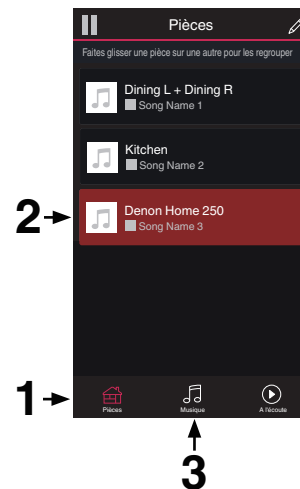 Pièces
Faites glisser une pièce sur une autre pour les regrouper
Dining L + Dining R
Song Name 1
Kitchen
Song Name 2
2
Denon Home 250
Song Name 3
1
Pièces
Musique
A l'écoute
3